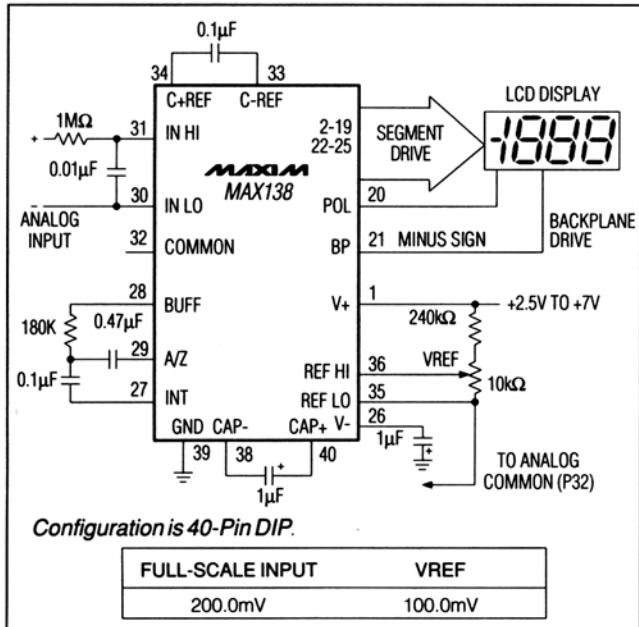 0.1μF
34
33
C+REF
C-REF
1MΩ
31
IN HI
+
0.01μF
30
IN LO
−
ANALOG
INPUT
32
COMMON
28
BUFF
180K
0.47μF
29
A/Z
0.1μF
27
INT
GND
CAP-
CAP+
39
38
40
1μF
+
MAXIM
MAX138
2-19
22-25
SEGMENT
DRIVE
LCD DISPLAY
-1888
POL
20
BP
21
MINUS SIGN
BACKPLANE
DRIVE
V+
1
+2.5V TO +7V
240kΩ
REF HI
36
VREF
10kΩ
REF LO
35
V-
26
1μF
+
TO ANALOG
COMMON (P32)
Configuration is 40-Pin DIP.
FULL-SCALE INPUT VREF
200.0mV 100.0mV